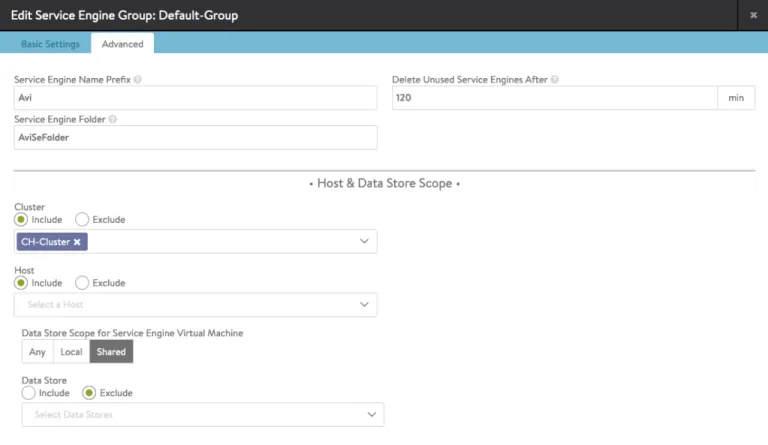 Edit Service Engine Group: Default-Group
Basic Settings
Advanced
Service Engine Name Prefix
Avi
Delete Unused Service Engines After
120
min
Service Engine Folder
AviSeFolder
• Host & Data Store Scope •
Cluster
Include
Exclude
CH-Cluster
Host
Include
Exclude
Select a Host
Data Store Scope for Service Engine Virtual Machine
Any
Local
Shared
Data Store
Include
Exclude
Select Data Stores